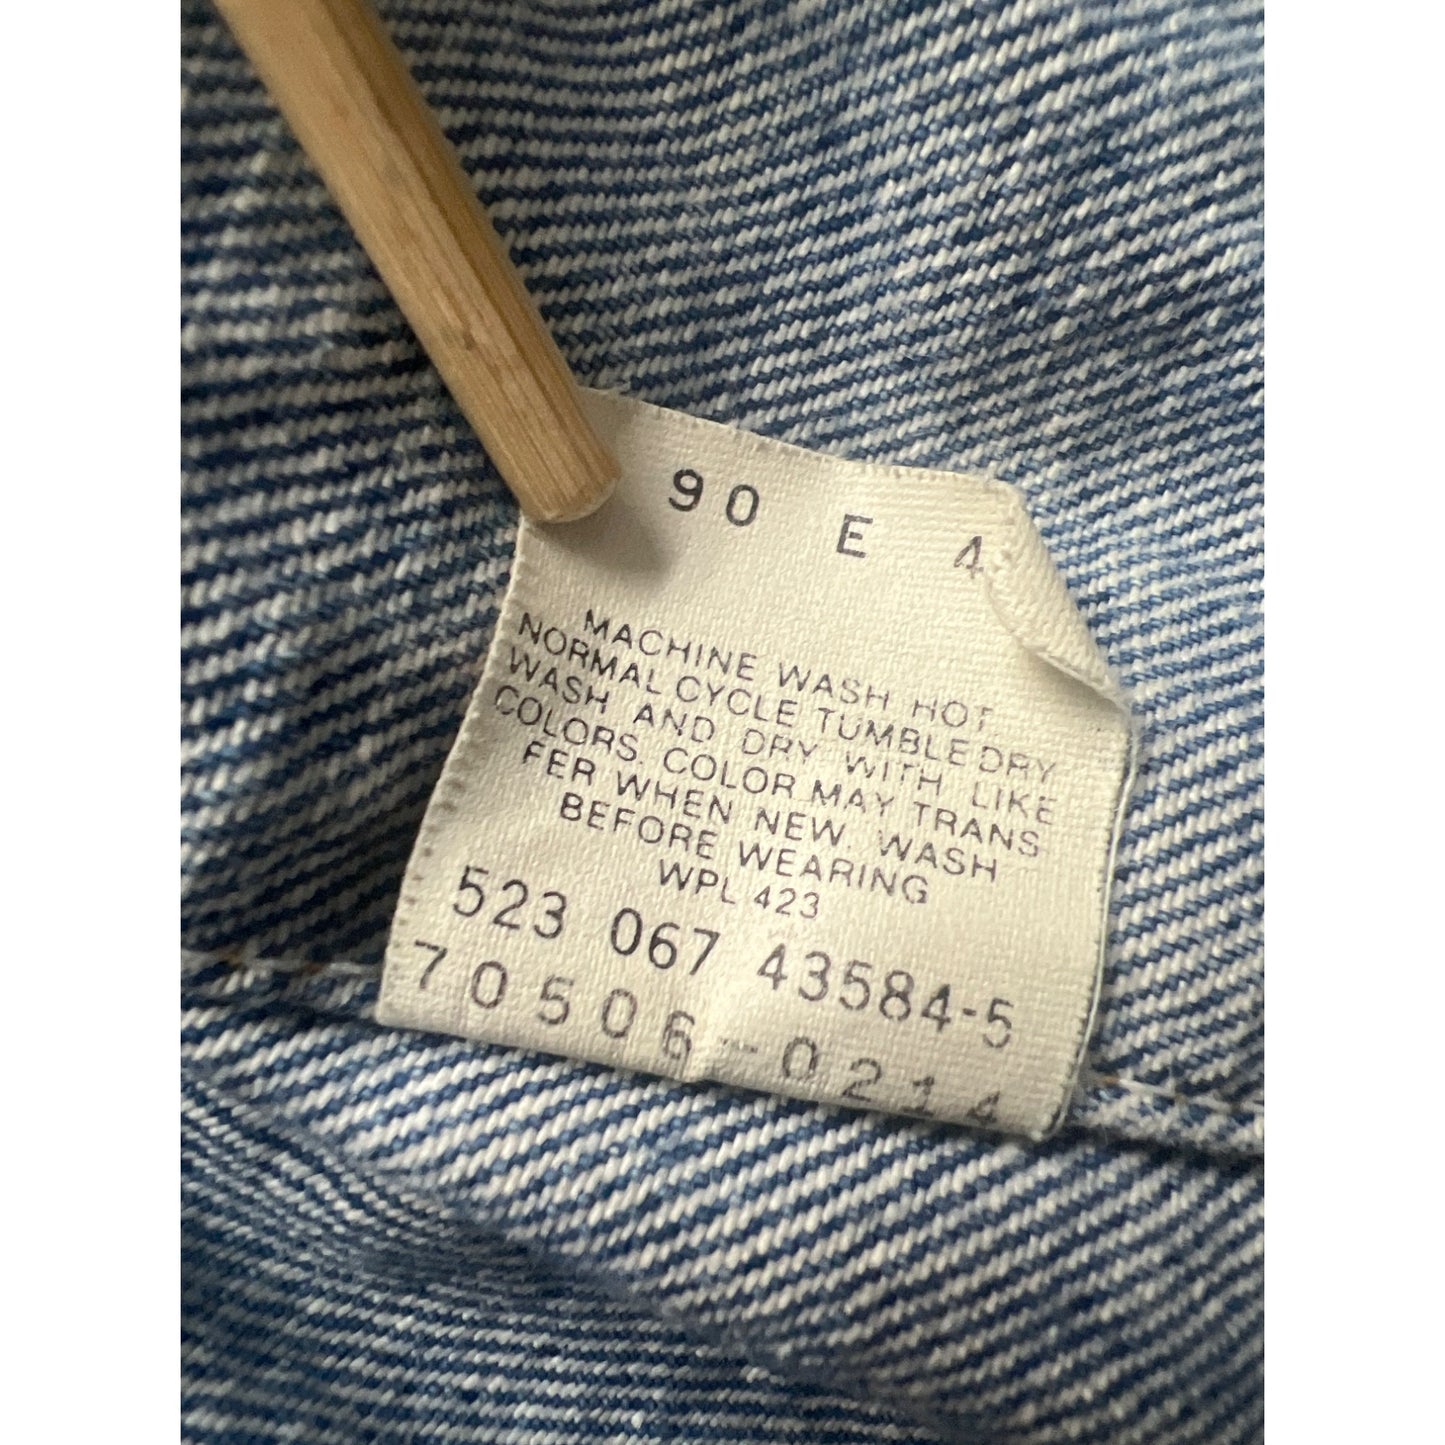 90 E 4
MACHINE WASH HOT.
NORMAL CYCLE TUMBLE DRY
WASH AND DRY WITH LIKE
COLORS. COLOR MAY TRANS
FER WHEN NEW. WASH
BEFORE WEARING
WPL 423
523 067 43584-5
70506-0214